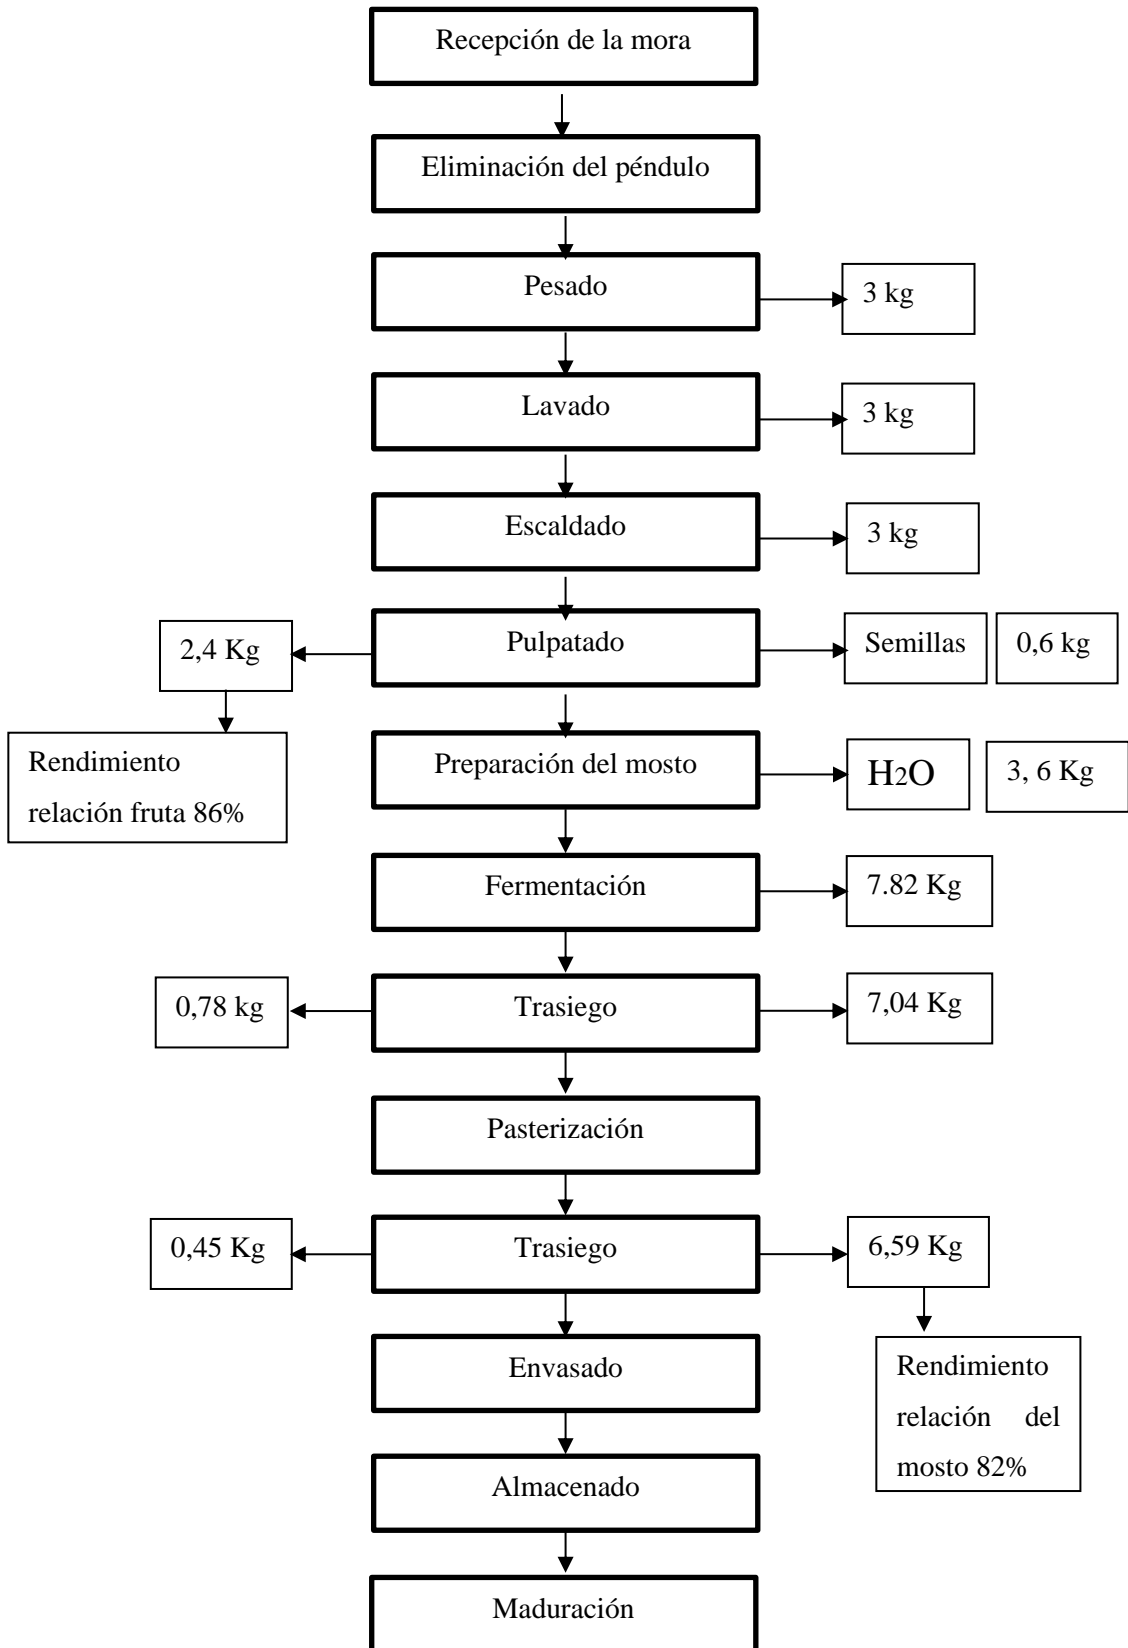 Recepción de la mora
Eliminación del péndulo
Pesado
3 kg
Lavado
3 kg
Escaldado
3 kg
2,4 Kg
Pulpatado
Semillas
0,6 kg
Rendimiento
relación fruta 86%
Preparación del mosto
H2O
3, 6 Kg
Fermentación
7.82 Kg
0,78 kg
Trasiego
7,04 Kg
Pasterización
0,45 Kg
Trasiego
6,59 Kg
Envasado
Rendimiento
relación del
mosto 82%
Almacenado
Maduración